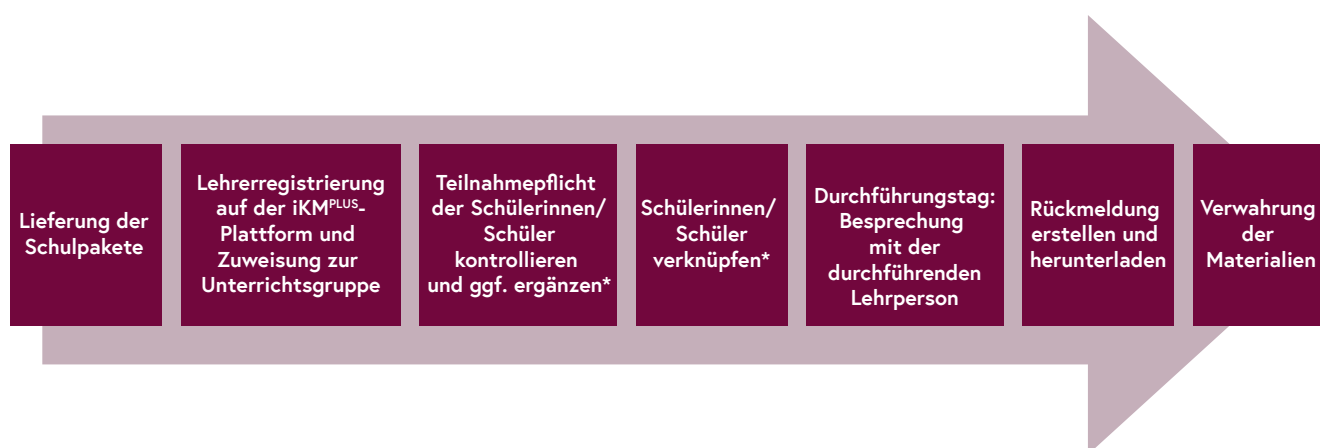 Lieferung der
Schulpakete
Lehrerregistrierung
auf der iKMPLUS-
Plattform und
Zuweisung zur
Unterrichtsgruppe
Teilnahmepflicht
der Schülerinnen/
Schüler
kontrollieren
und ggf. ergänzen*
Schülerinnen/
Schüler
verknüpfen*
Durchführungstag:
Besprechung
mit der
durchführenden
Lehrperson
Rückmeldung
erstellen und
herunterladen
Verwahrung
der
Materialien